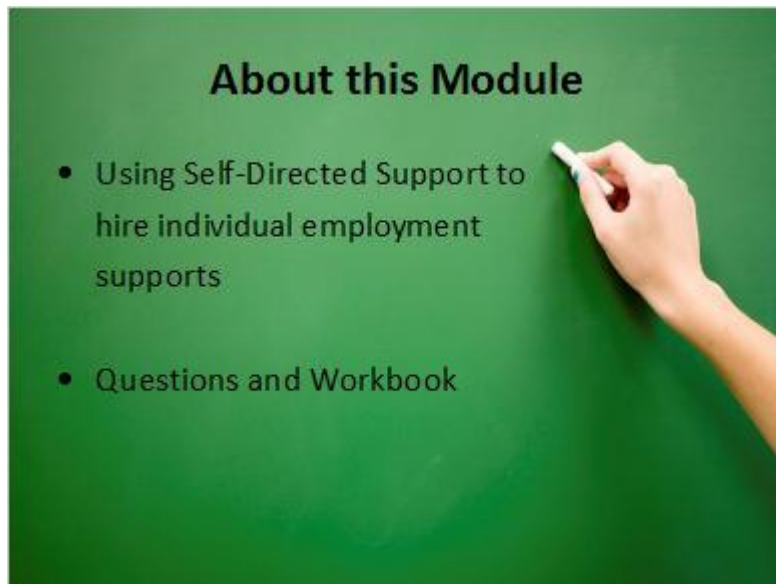 About this Module
• Using Self-Directed Support to
hire individual employment
supports
• Questions and Workbook